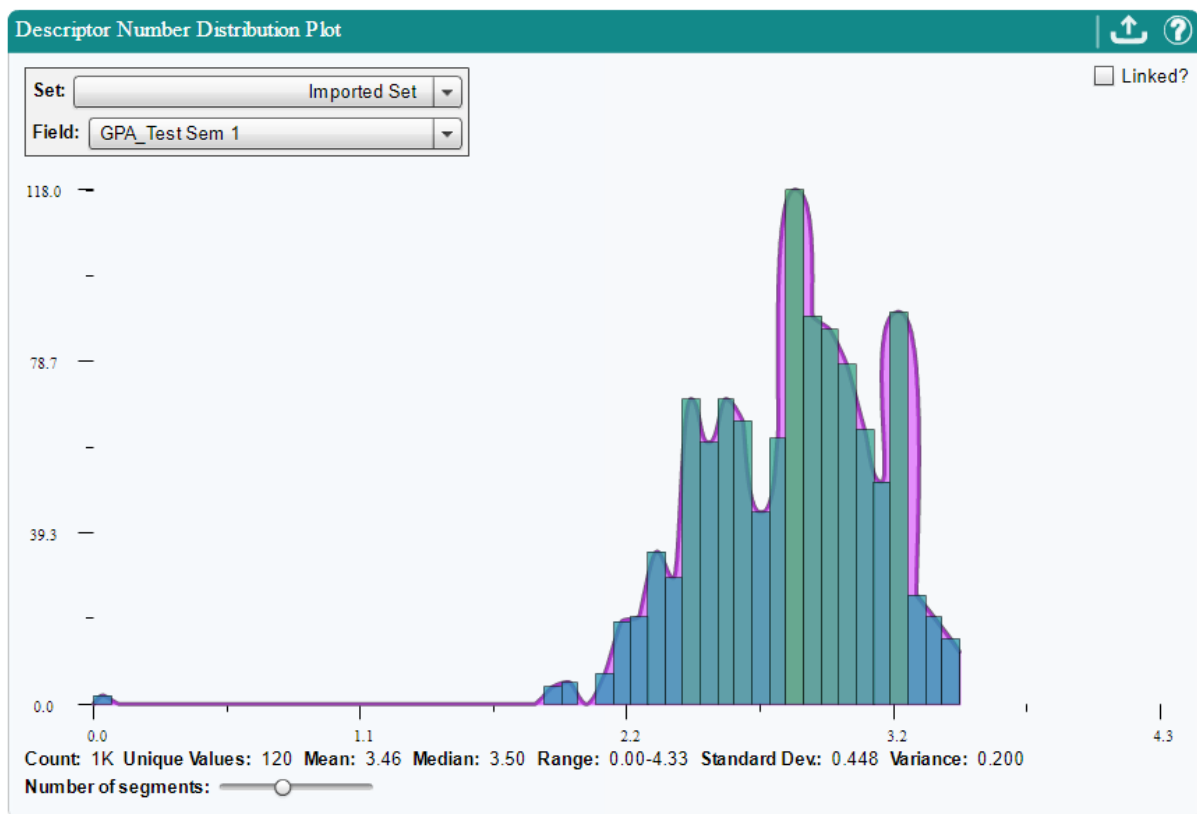 Descriptor Number Distribution Plot
Set: Imported Set
Linked?
Field: GPA_Test Sem 1
118.0
78.7
39.3
0.0
0.0 1.1 2.2 3.2 4.3
Count: 1K Unique Values: 120 Mean: 3.46 Median: 3.50 Range: 0.00-4.33 Standard Dev.: 0.448 Variance: 0.200
Number of segments: